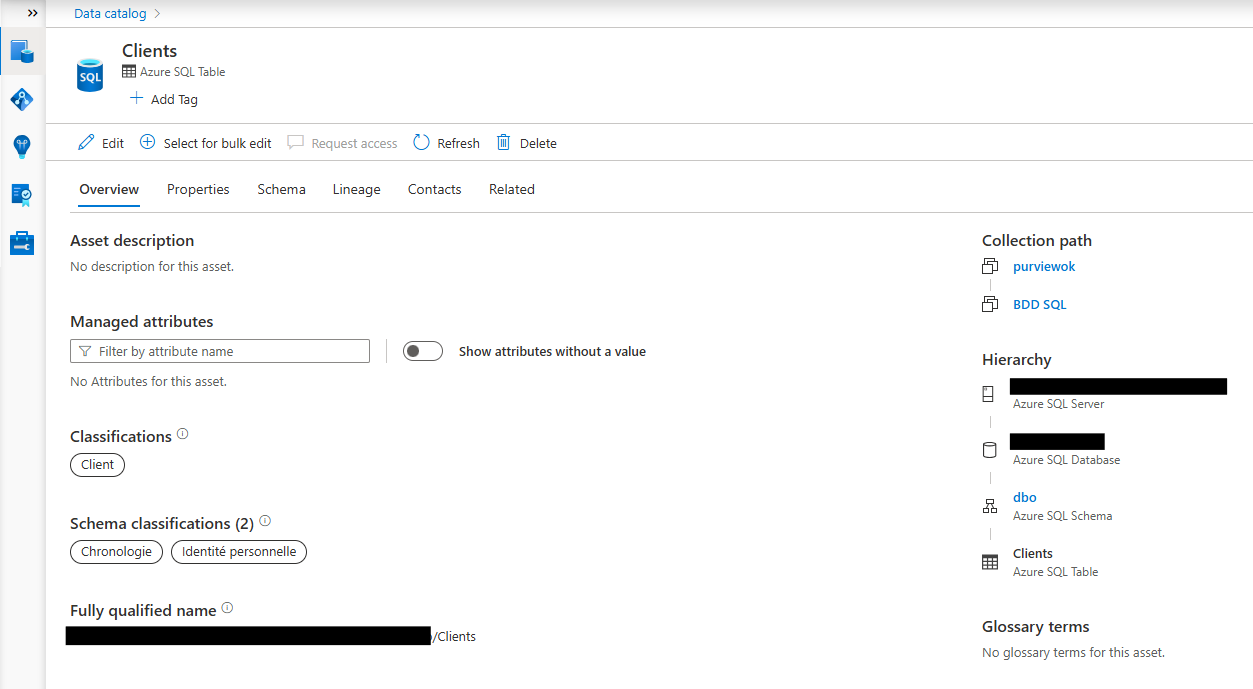 Data catalog
Clients
SQL
Azure SQL Table
Add Tag
Edit
Select for bulk edit
Request access
Refresh
Delete
Overview
Properties
Schema
Lineage
Contacts
Related
Asset description
No description for this asset.
Managed attributes
Filter by attribute name
Show attributes without a value
No Attributes for this asset.
Classifications
Client
Schema classifications (2)
Chronologie
Identité personnelle
Fully qualified name
/Clients
Collection path
purviewok
BDD SQL
Hierarchy
Azure SQL Server
Azure SQL Database
dbo
Azure SQL Schema
Clients
Azure SQL Table
Glossary terms
No glossary terms for this asset.